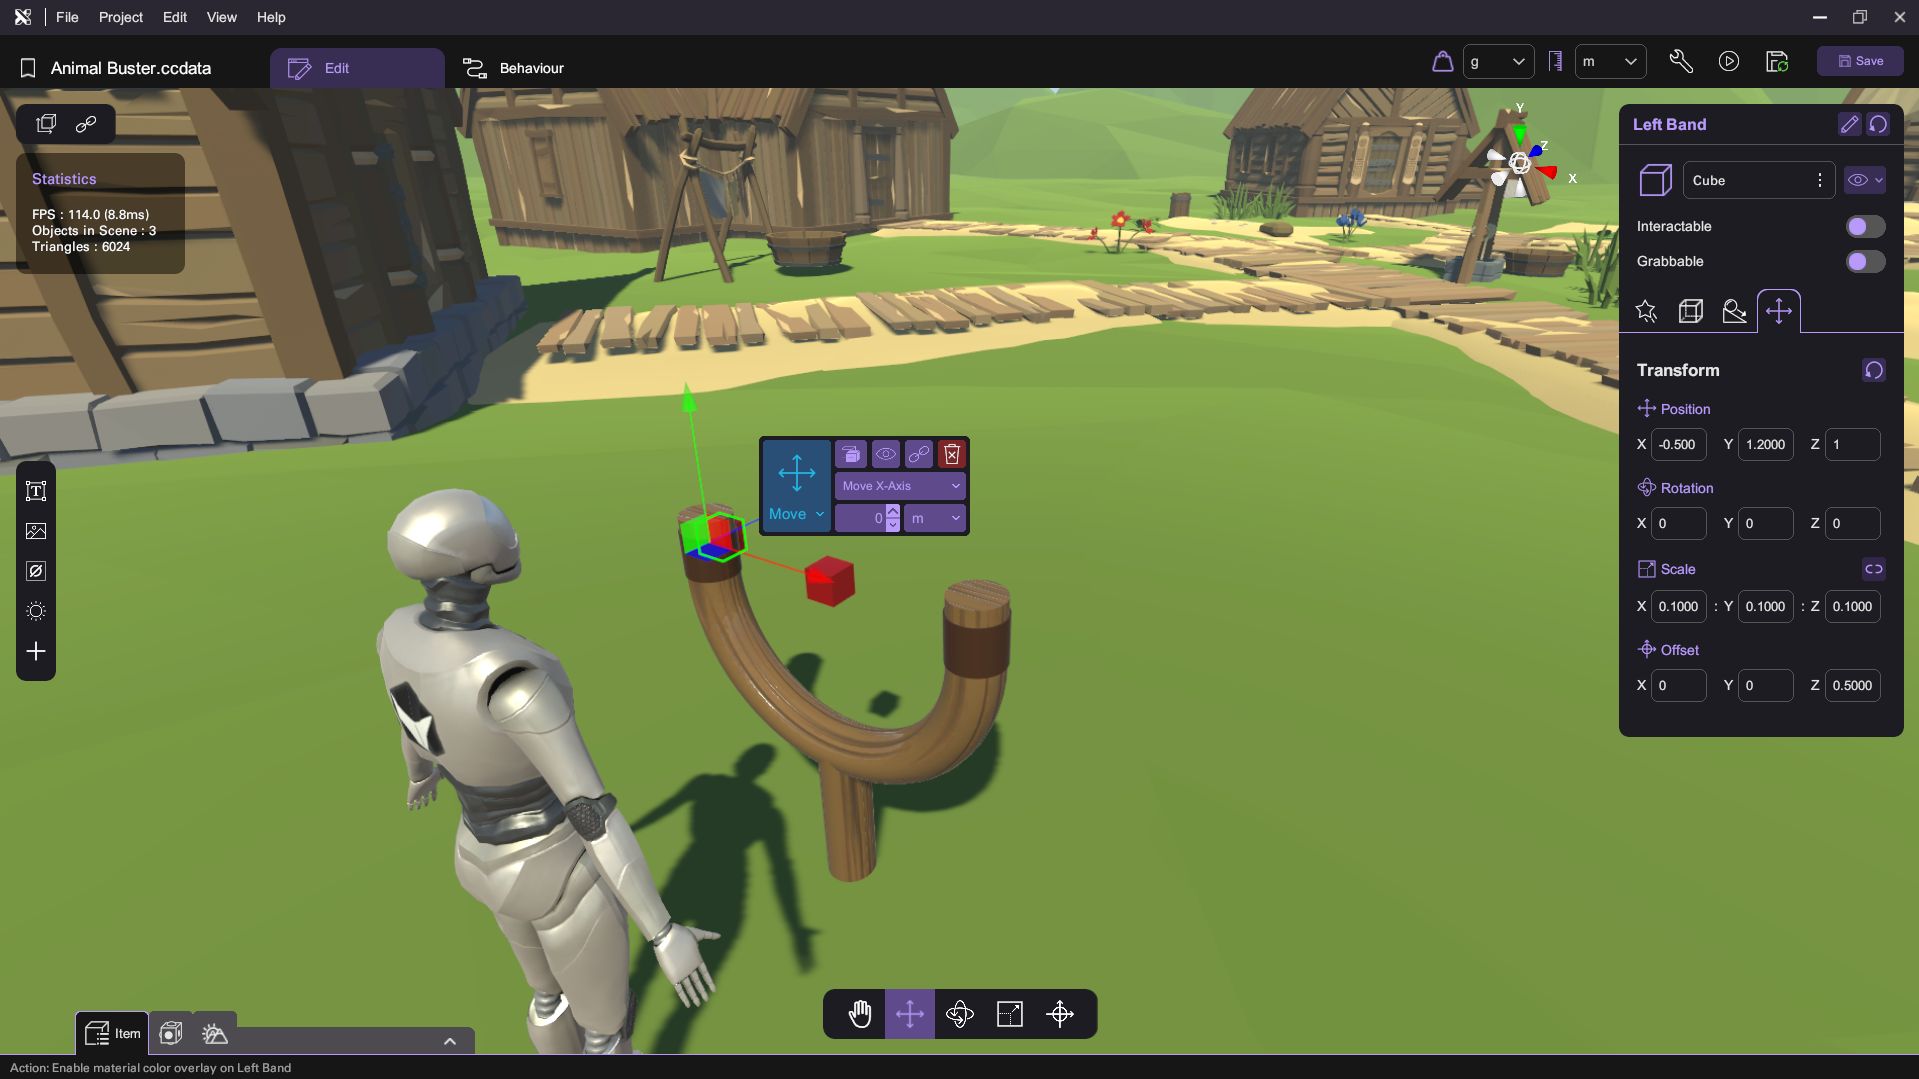 File Project Edit View Help
Animal Buster.ccdata
Edit
Behaviour
g
m
Save
Statistics
FPS : 114.0 (8.8ms)
Objects in Scene : 3
Triangles : 6024
Y
Z
X
Left Band
Cube
Interactable
Grabbable
Transform
Position
X -0.500 Y 1.2000 Z 1
Rotation
X 0 Y 0 Z 0
Scale
X 0.1000 : Y 0.1000 : Z 0.1000
Offset
X 0 Y 0 Z 0.5000
Move
Move X-Axis
0 m
T
Item
Action: Enable material color overlay on Left Band